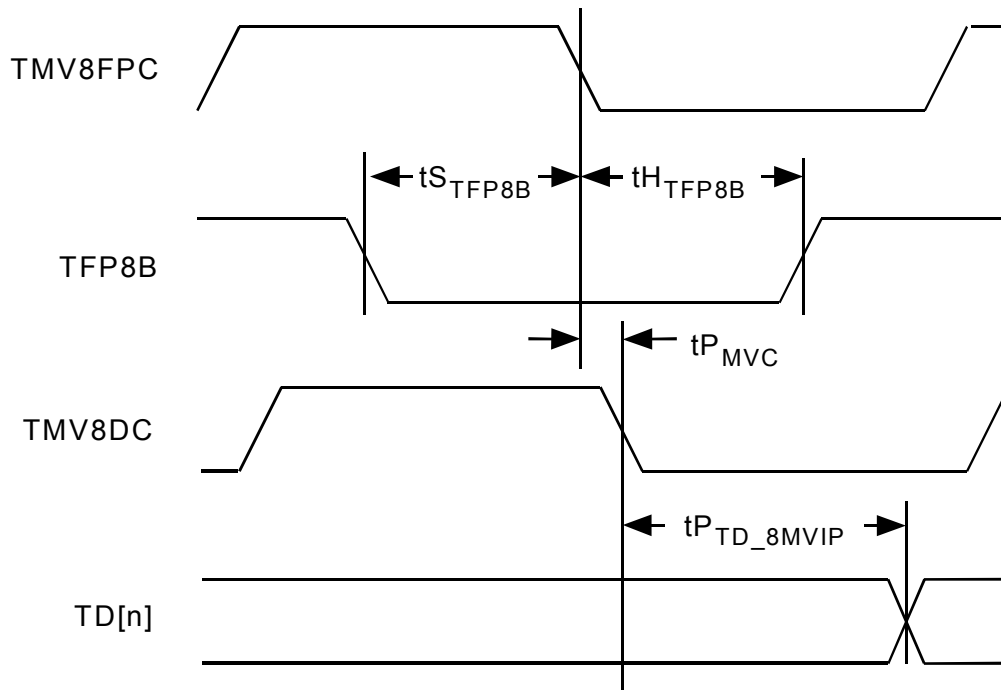 TMV8FPC
tS_TFP8B tH_TFP8B
TFP8B
tP_MVC
TMV8DC
tP_TD_8MVIP
TD[n]